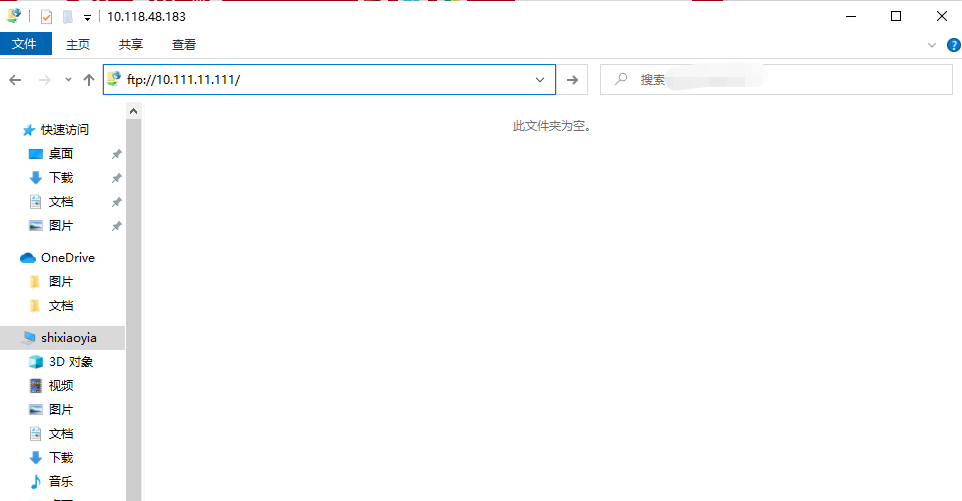 10.118.48.183
文件 主页 共享 查看
ftp://10.111.11.111/
搜索
此文件夹为空。
快速访问
桌面
下载
文档
图片
OneDrive
图片
文档
shixiaoyia
3D 对象
视频
图片
文档
下载
音乐